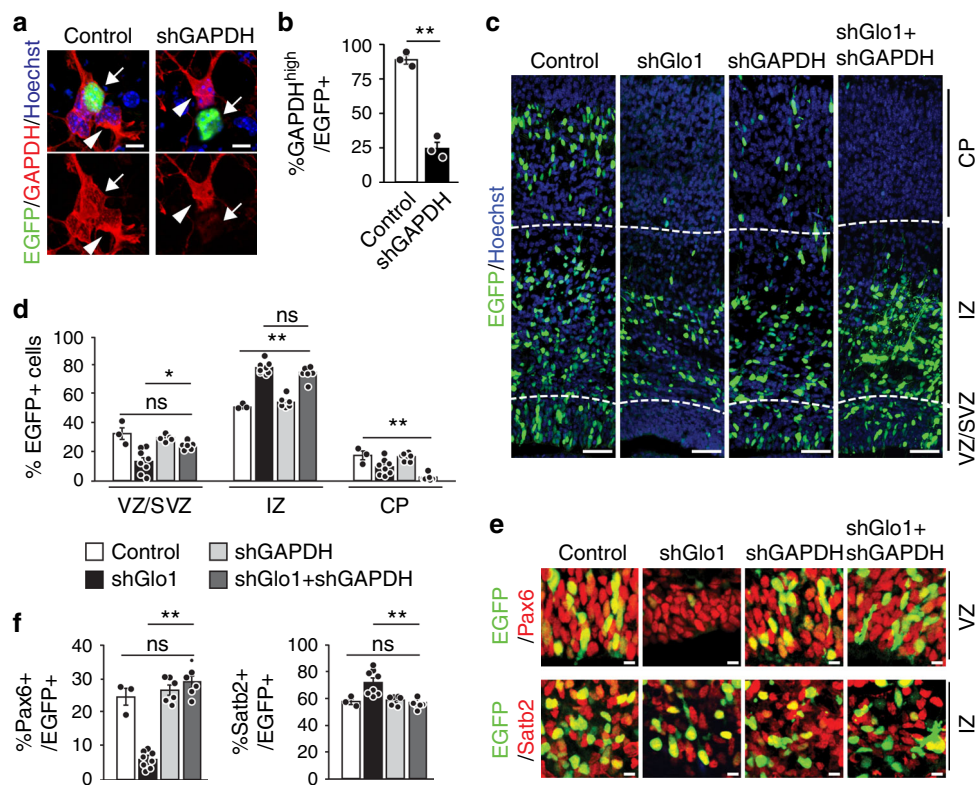 a
Control
shGAPDH
EGFP/GAPDH/Hoechst
b
**
100
75
50
25
0
%GAPDHhigh
/EGFP+
Control
shGAPDH
c
Control
shGlo1
shGAPDH
shGlo1+
shGAPDH
EGFP/Hoechst
CP
IZ
VZ/SVZ
d
% EGFP+ cells
100
80
60
40
20
0
*
ns
ns
**
**
VZ/SVZ
IZ
CP
Control
shGlo1
shGAPDH
shGlo1+shGAPDH
e
Control
shGlo1
shGAPDH
shGlo1+
shGAPDH
EGFP
/Pax6
VZ
EGFP
/Satb2
IZ
f
%Pax6+
/EGFP+
40
30
20
10
0
**
ns
%Satb2+
/EGFP+
100
80
60
40
20
0
**
ns